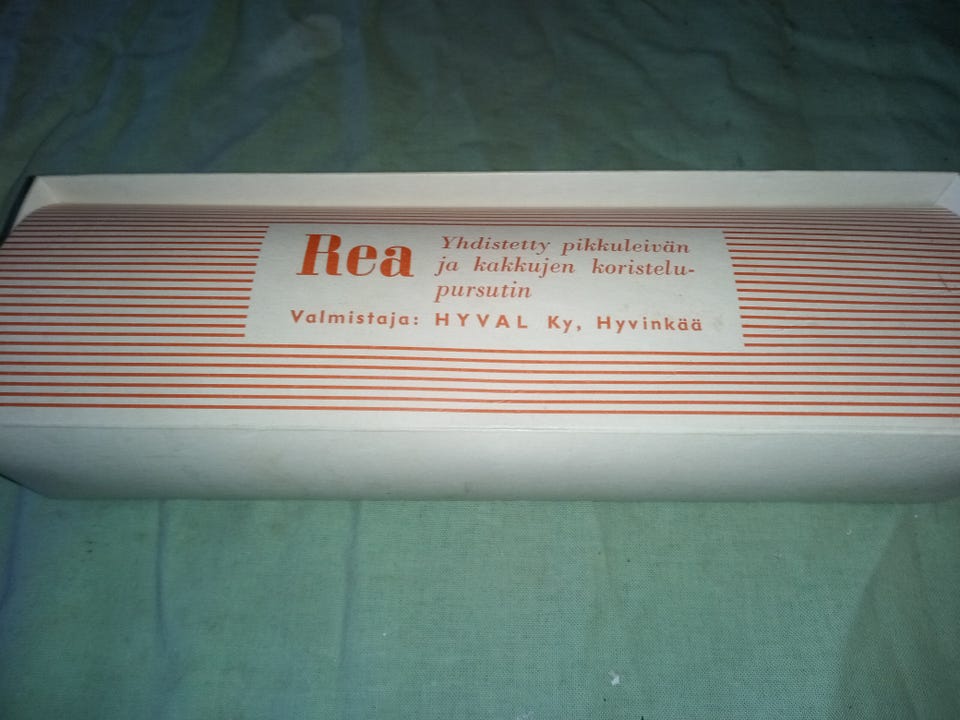 Rea
Yhdistetty pikkuleivän
ja kakkujen koristelu-
pursutin
Valmistaja: HYVAL Ky, Hyvinkää